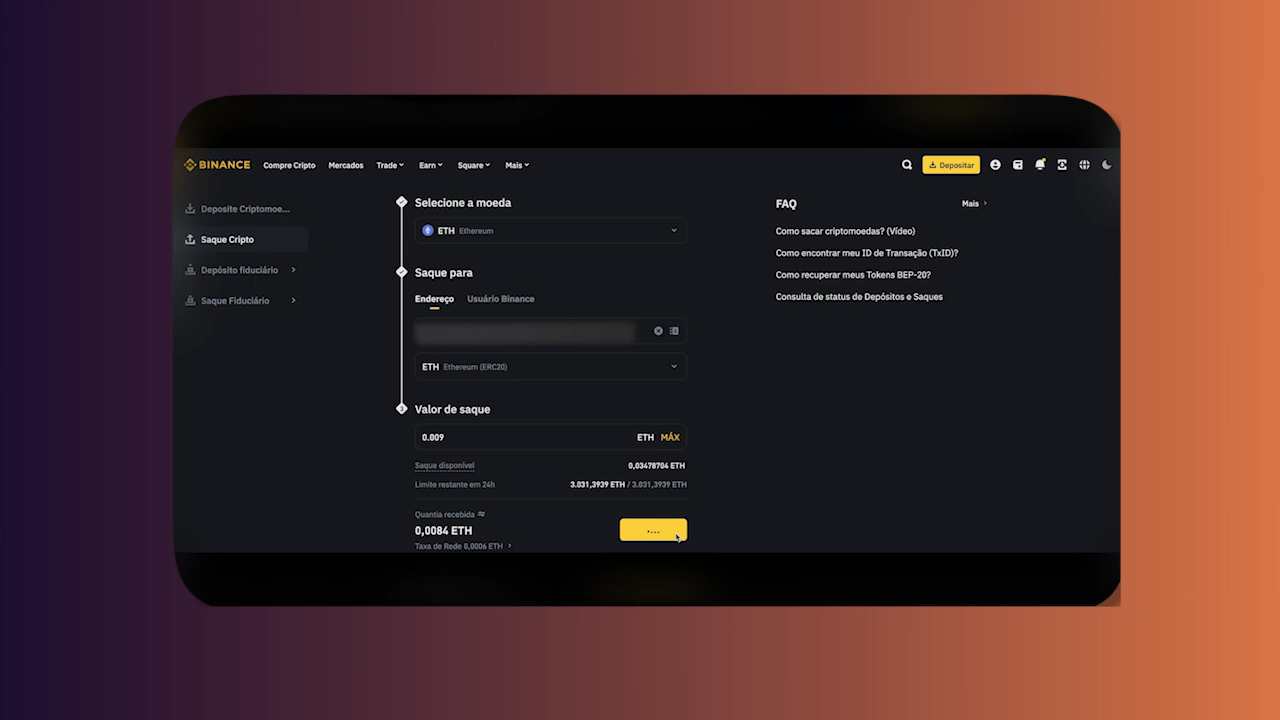 BINANCE Compre Cripto Mercados Trade Earn Square Mais Depositar
Deposite Criptomoe...
Saque Cripto
Depósito fiduciário
Saque Fiduciário
Selecione a moeda
ETH Ethereum
Saque para
Endereço Usuário Binance
ETH Ethereum (ERC20)
3 Valor de saque
0.009 ETH MÁX
Saque disponível 0,03478704 ETH
Limite restante em 24h 3.031,3939 ETH / 3.031,3939 ETH
Quantia recebida
0,0084 ETH
Taxa de Rede 0,0006 ETH
FAQ Mais
Como sacar criptomoedas? (Vídeo)
Como encontrar meu ID de Transação (TxID)?
Como recuperar meus Tokens BEP-20?
Consulta de status de Depósitos e Saques